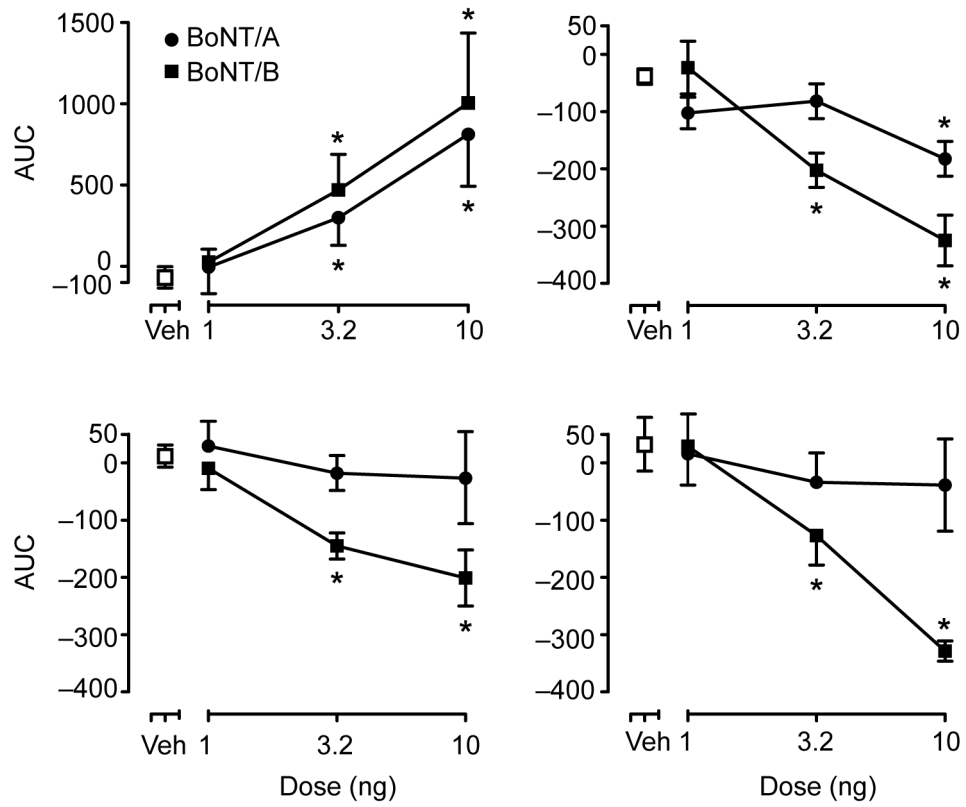 1500
BoNT/A
BoNT/B
1000
AUC
500
0
–100
Veh 1 3.2 10
* * * *
50
0
–100
–200
–300
–400
Veh 1 3.2 10
* * *
50
0
–100
AUC
–200
–300
–400
Veh 1 3.2 10
Dose (ng)
* *
50
0
–100
–200
–300
–400
Veh 1 3.2 10
Dose (ng)
* *